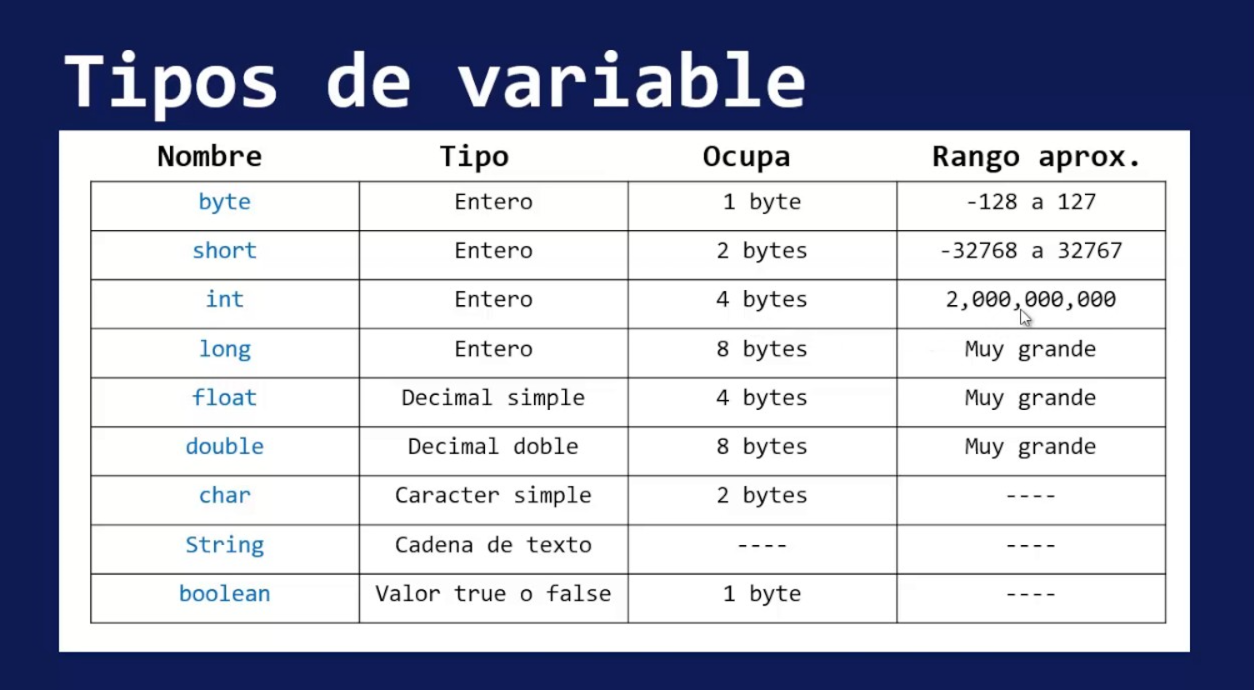 Tipos de variable
Nombre Tipo Ocupa Rango aprox.
byte Entero 1 byte -128 a 127
short Entero 2 bytes -32768 a 32767
int Entero 4 bytes 2,000,000,000
long Entero 8 bytes Muy grande
float Decimal simple 4 bytes Muy grande
double Decimal doble 8 bytes Muy grande
char Caracter simple 2 bytes ----
String Cadena de texto ---- ----
boolean Valor true o false 1 byte ----